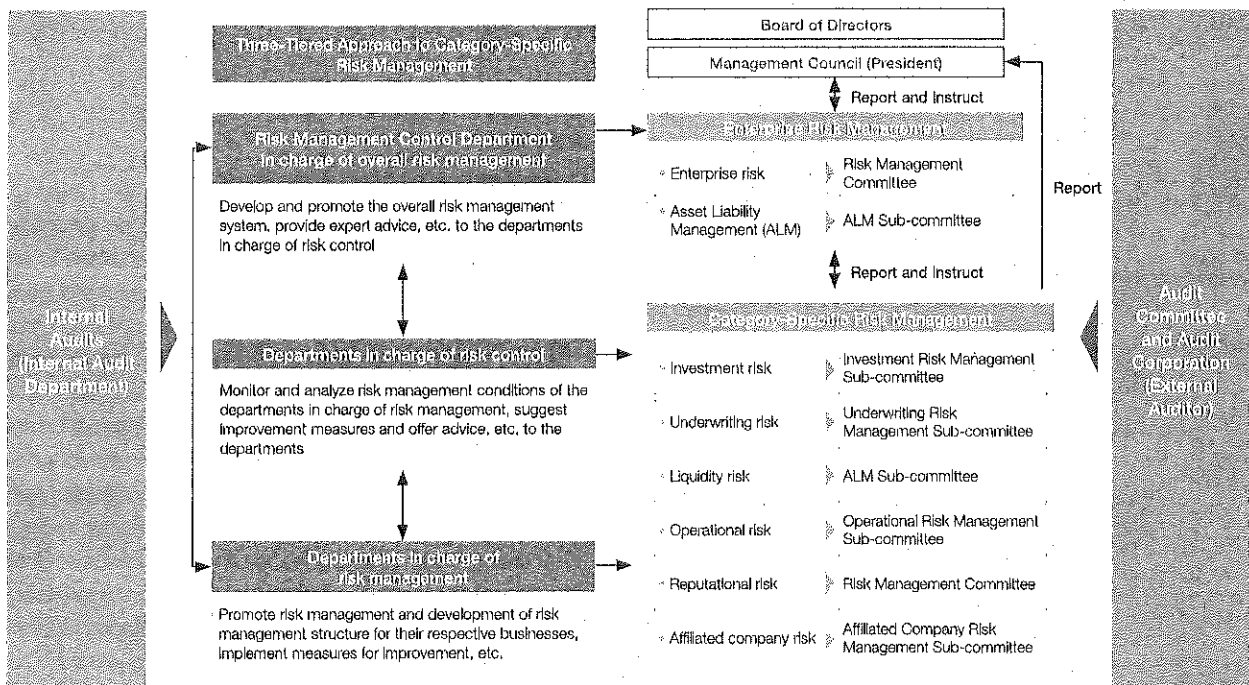 Three-Tiered Approach to Category-Specific
Risk Management
Board of Directors
Management Council (President)
Report and Instruct
Risk Management Control Department
in charge of overall risk management
Develop and promote the overall risk management
system, provide expert advice, etc. to the departments
in charge of risk control
Enterprise Risk Management
Enterprise risk
Risk Management
Committee
Asset Liability
Management (ALM)
ALM Sub-committee
Report and Instruct
Report
Internal
Audits
(Internal Audit
Department)
Departments in charge of risk control
Monitor and analyze risk management conditions of the
departments in charge of risk management, suggest
improvement measures and offer advice, etc. to the
departments
Departments in charge of
risk management
Promote risk management and development of risk
management structure for their respective businesses,
implement measures for improvement, etc.
Category-Specific Risk Management
Investment risk
Investment Risk Management
Sub-committee
Underwriting risk
Underwriting Risk
Management Sub-committee
Liquidity risk
ALM Sub-committee
Operational risk
Operational Risk Management
Sub-committee
Reputational risk
Risk Management Committee
Affiliated company risk
Affiliated Company Risk
Management Sub-committee
Audit
Committee
and Audit
Corporation
(External
Auditor)